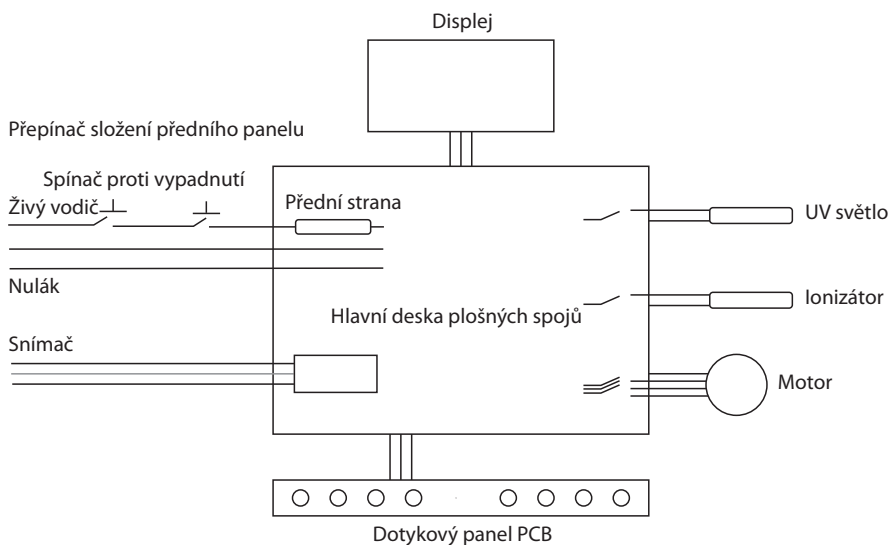 Displej
Přepínač složení předního panelu
Spínač proti vypadnutí
Živý vodič
Přední strana
UV světlo
Nulák
Ionizátor
Hlavní deska plošných spojů
Snímač
Motor
Dotykový panel PCB